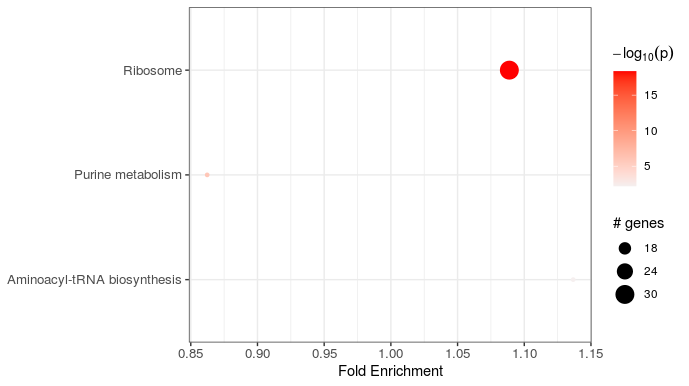 Ribosome
Purine metabolism
Aminoacyl-tRNA biosynthesis
0.85 0.90 0.95 1.00 1.05 1.10 1.15
Fold Enrichment
−log10(p)
15
10
5
# genes
18
24
30